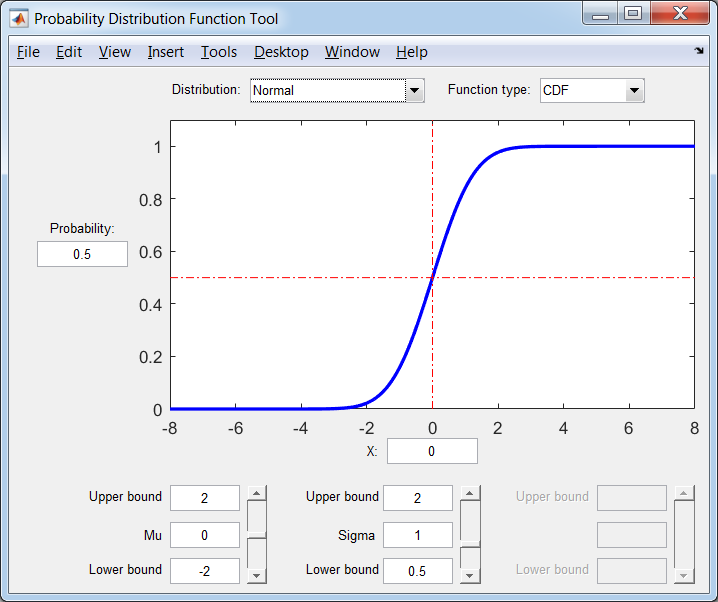 Probability Distribution Function Tool
File Edit View Insert Tools Desktop Window Help
Distribution: Normal Function type: CDF
1
0.8
Probability:
0.5
0.6
0.4
0.2
0
-8 -6 -4 -2 0 2 4 6 8
X: 0
Upper bound 2 Upper bound 2 Upper bound
Mu 0 Sigma 1
Lower bound -2 Lower bound 0.5 Lower bound